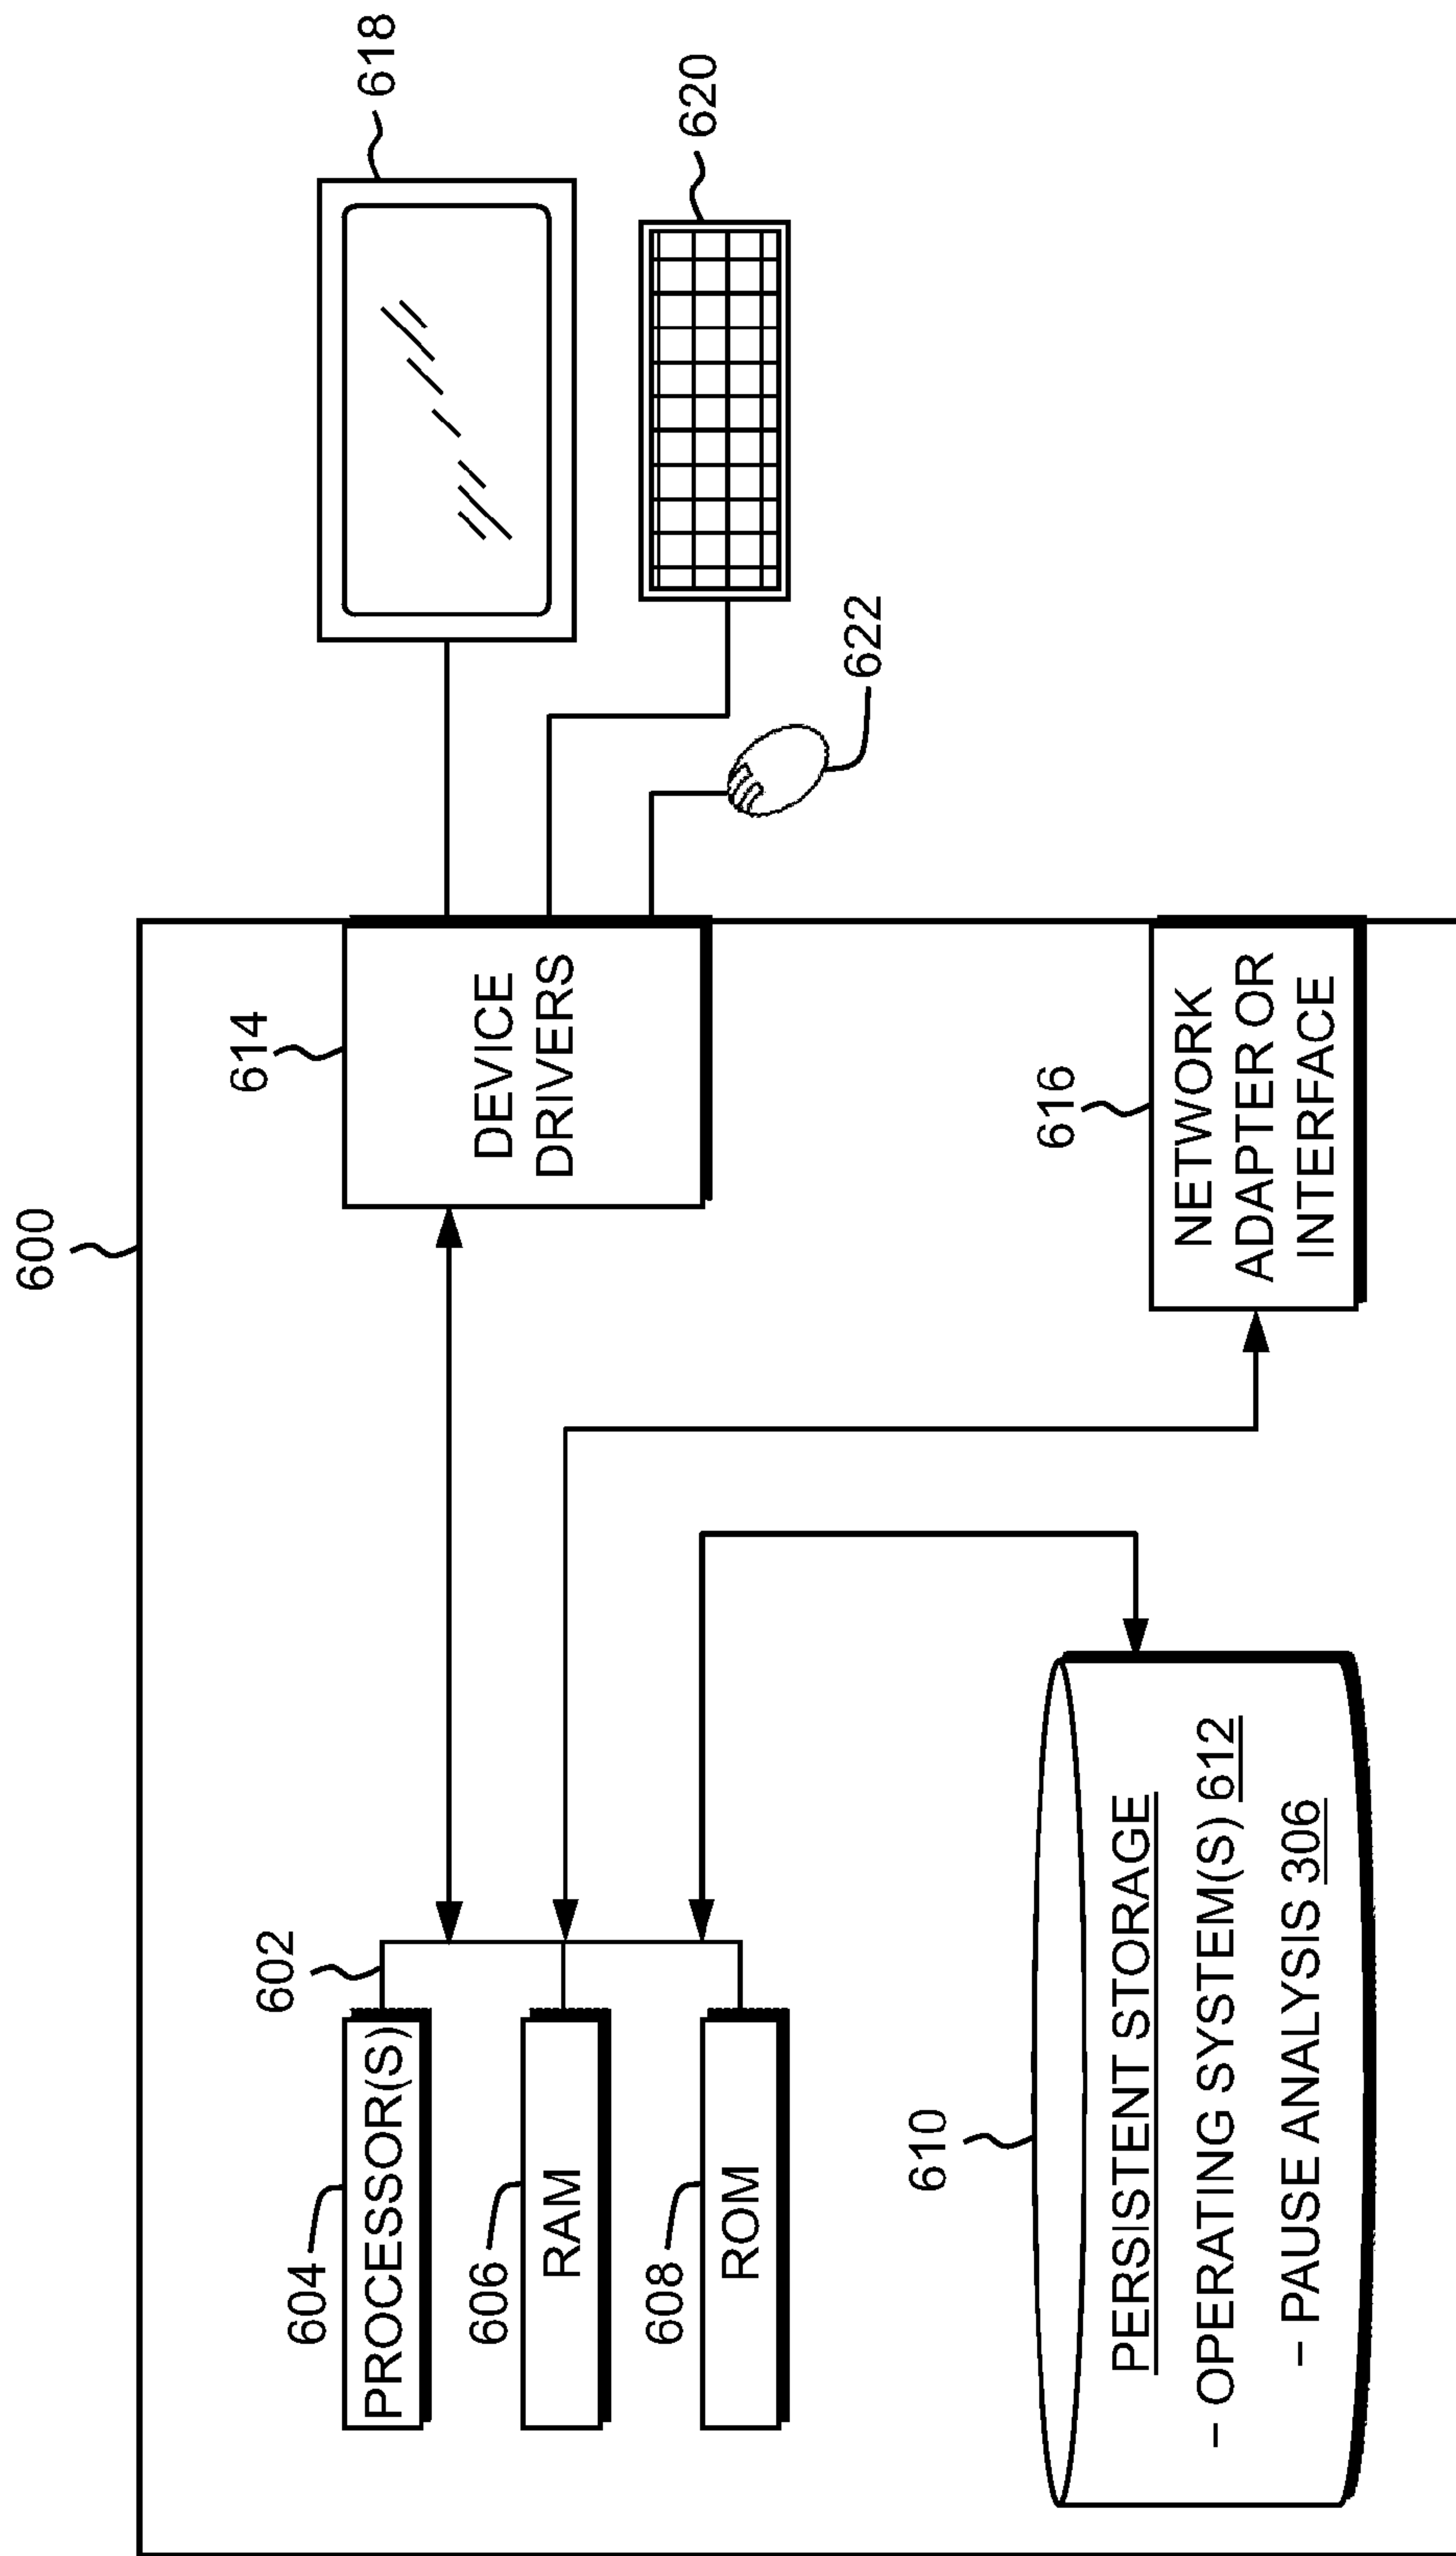 600
602
604
PROCESSOR(S)
606
RAM
608
ROM
614
DEVICE
DRIVERS
618
620
622
610
PERSISTENT STORAGE
– OPERATING SYSTEM(S) 612
– PAUSE ANALYSIS 306
616
NETWORK
ADAPTER OR
INTERFACE